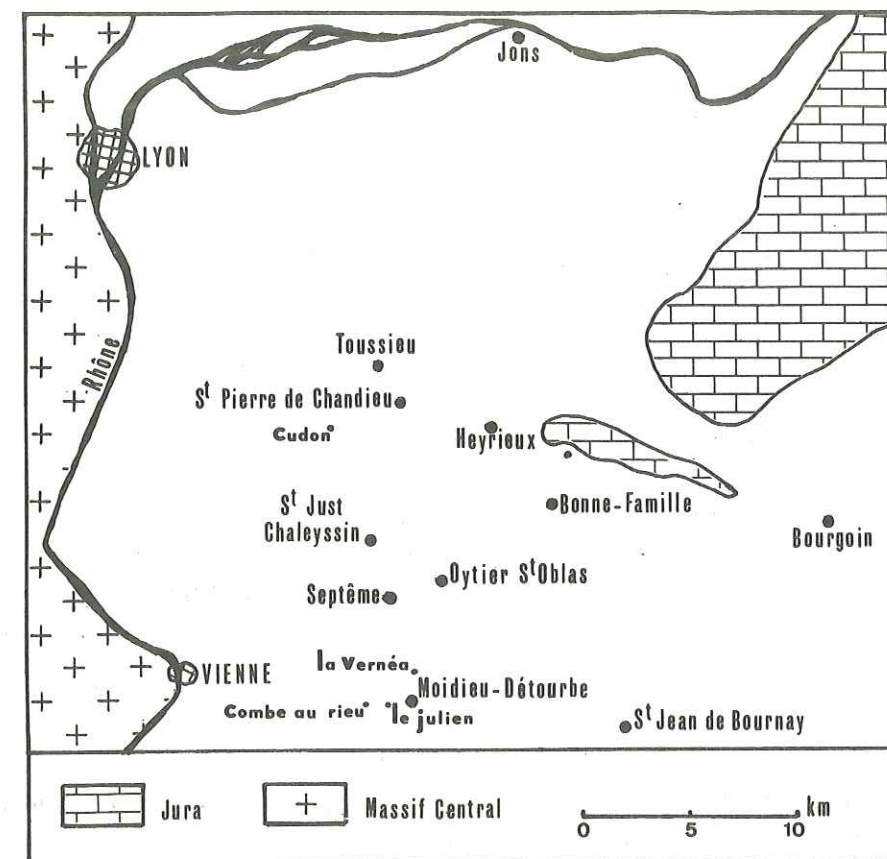 Jons
LYON
Rhône
Toussieu
St Pierre de Chandieu
Cudon
Heyrieux
St Just
Chaleyssin
Bonne-Famille
Bourgoin
Oytier St Oblas
Septême
la Vernéa
VIENNE
Moidieu-Détourbe
Combe au rieu
le julien
St Jean de Bournay
Jura
Massif Central
km
0 5 10